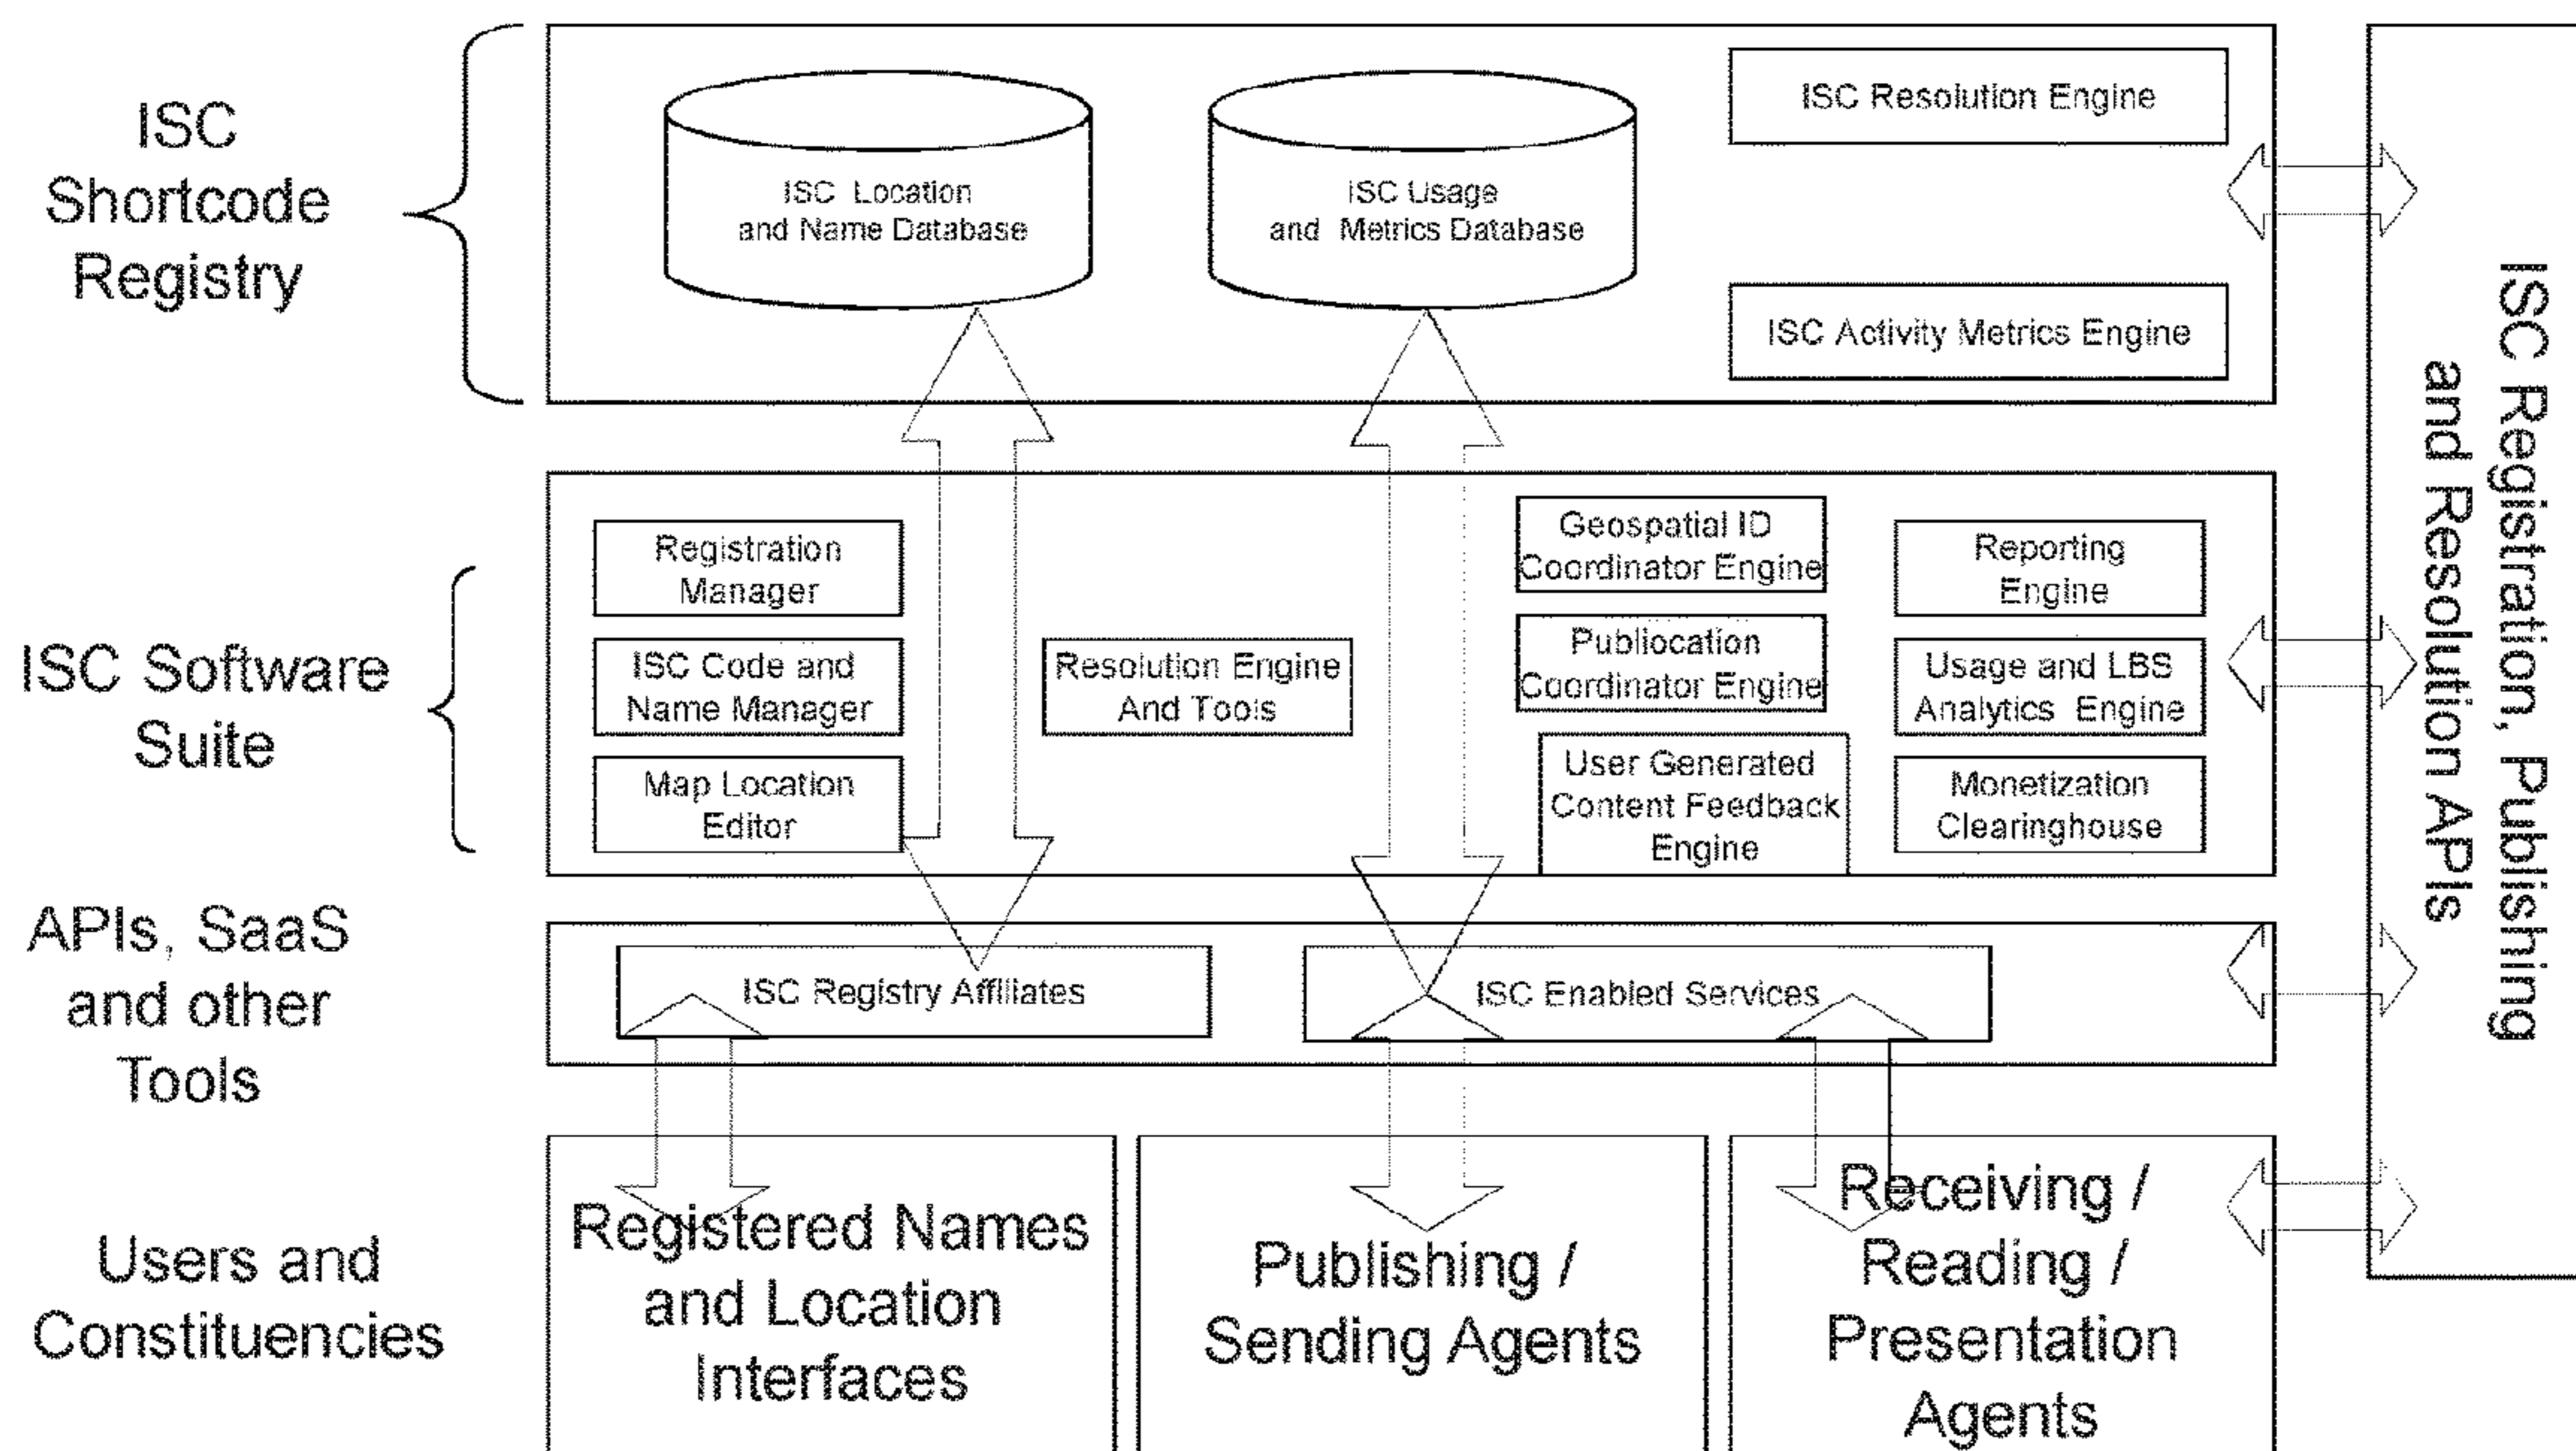 ISC
Shortcode
Registry
ISC Location
and Name Database
ISC Usage
and Metrics Database
ISC Resolution Engine
ISC Activity Metrics Engine
ISC Software
Suite
Registration
Manager
ISC Code and
Name Manager
Map Location
Editor
Resolution Engine
And Tools
Geospatial ID
Coordinator Engine
Publiocation
Coordinator Engine
User Generated
Content Feedback
Engine
Reporting
Engine
Usage and LBS
Analytics Engine
Monetization
Clearinghouse
APIs, SaaS
and other
Tools
ISC Registry Affiliates
ISC Enabled Services
Users and
Constituencies
Registered Names
and Location
Interfaces
Publishing /
Sending Agents
Receiving /
Reading /
Presentation
Agents
ISC Registration, Publishing
and Resolution APIs